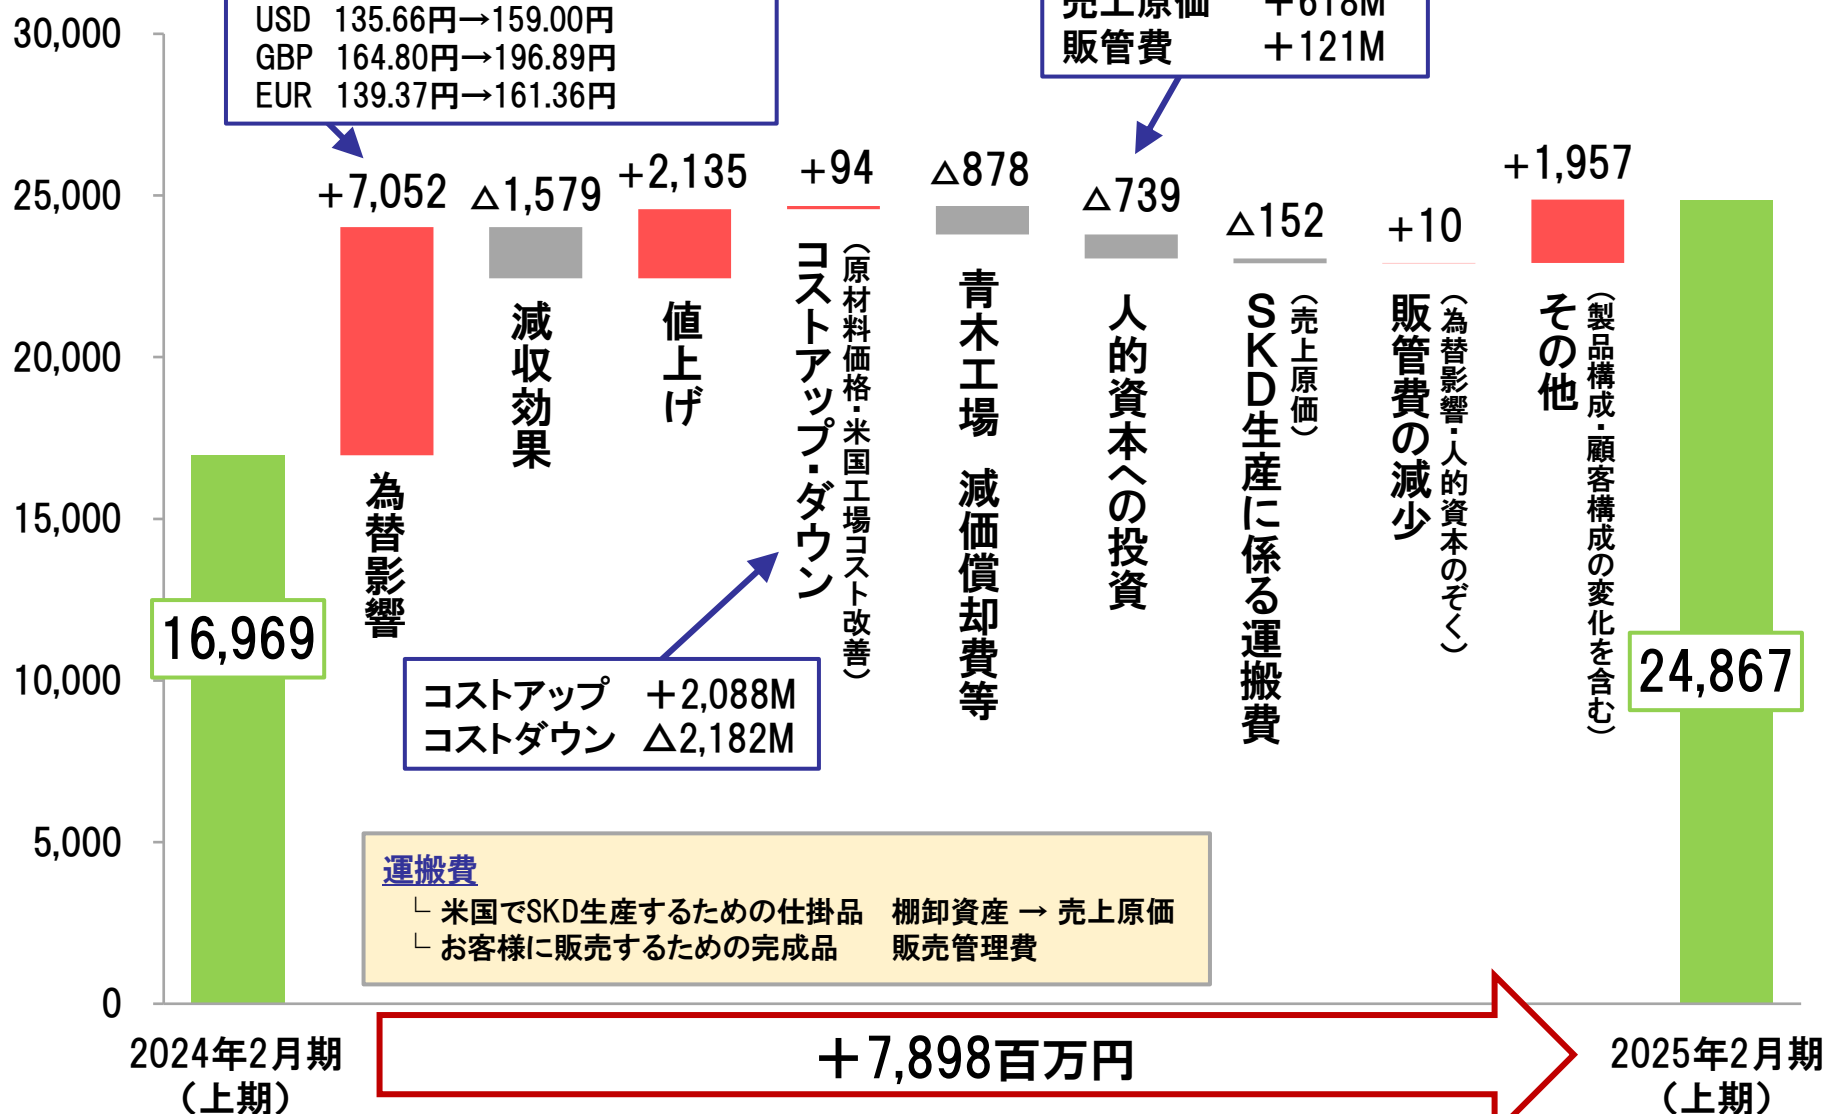 USD 135.66円→159.00円
GBP 164.80円→196.89円
EUR 139.37円→161.36円
売上原価 +618M
販管費 +121M
30,000
25,000
20,000
15,000
10,000
5,000
0
+7,052
△1,579
+2,135
+94
△878
△739
△152
+10
+1,957
為替影響
減収効果
値上げ
コストアップ・ダウン
（原材料価格・米国工場コスト改善）
青木工場 減価償却費等
人的資本への投資
SKD生産に係る運搬費
（売上原価）
販管費の減少
（為替影響・人的資本のぞく）
その他
（製品構成・顧客構成の変化を含む）
16,969
24,867
コストアップ +2,088M
コストダウン △2,182M
運搬費
└ 米国でSKD生産するための仕掛品 棚卸資産 → 売上原価
└ お客様に販売するための完成品 販売管理費
+7,898百万円
2024年2月期
（上期）
2025年2月期
（上期）